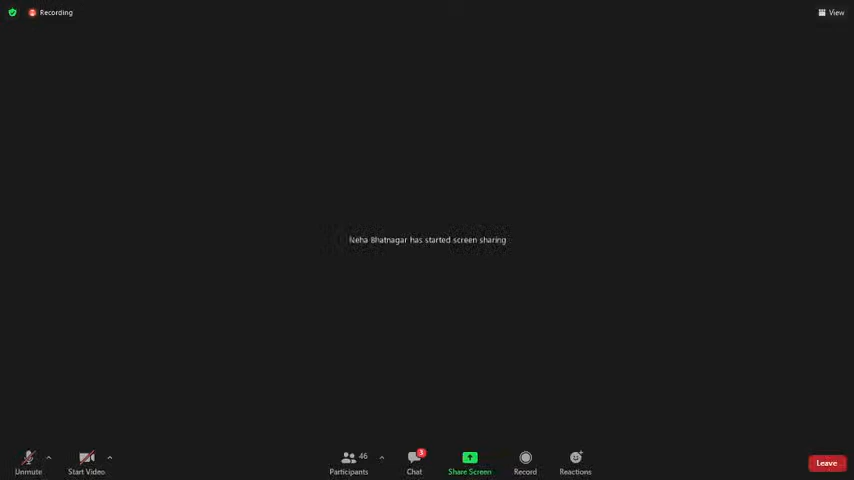 Recording
View
Neha Bhatnagar has started screen sharing
46
3
Unmute
Start Video
Participants
Chat
Share Screen
Record
Reactions
Leave